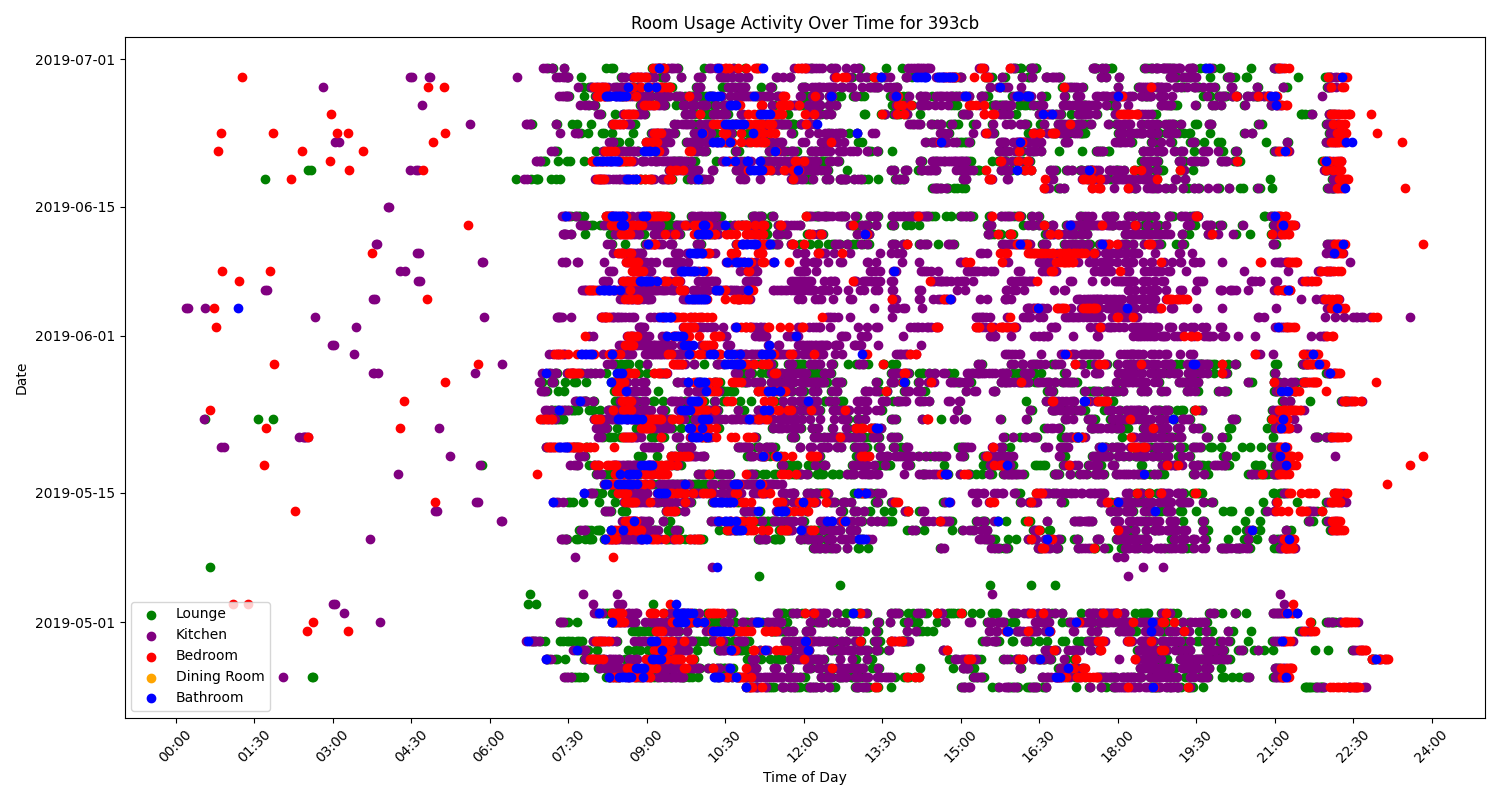 Room Usage Activity Over Time for 393cb
2019-07-01
2019-06-15
2019-06-01
2019-05-15
2019-05-01
Date
Lounge
Kitchen
Bedroom
Dining Room
Bathroom
00:00 01:30 03:00 04:30 06:00 07:30 09:00 10:30 12:00 13:30 15:00 16:30 18:00 19:30 21:00 22:30 24:00
Time of Day